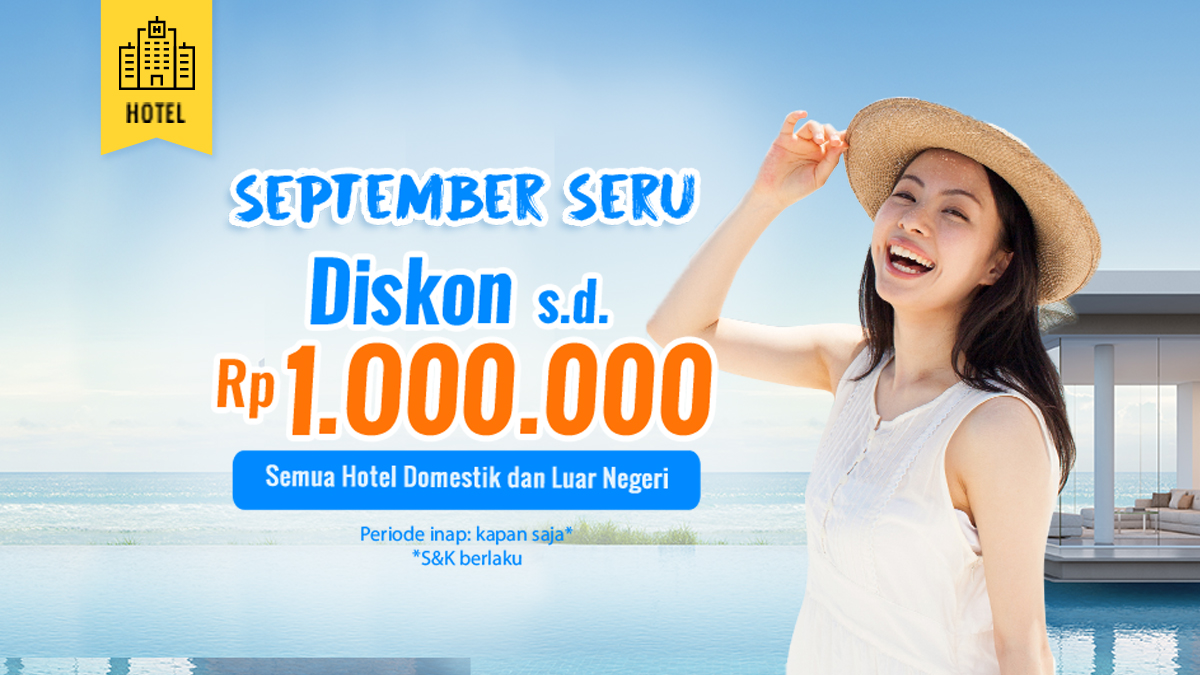 H
HOTEL
SEPTEMBER SERU
Diskon s.d.
Rp 1.000.000
Semua Hotel Domestik dan Luar Negeri
Periode inap: kapan saja*
*S&K berlaku